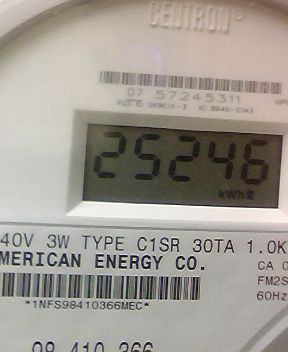 CENTRON®
07 57245311
25246
kWh
40V 3W TYPE C1SR 30TA 1.0K
MERICAN ENERGY CO.
CA 0
FM2S
60Hz
*1NFS98410366MEC*
98 410 366